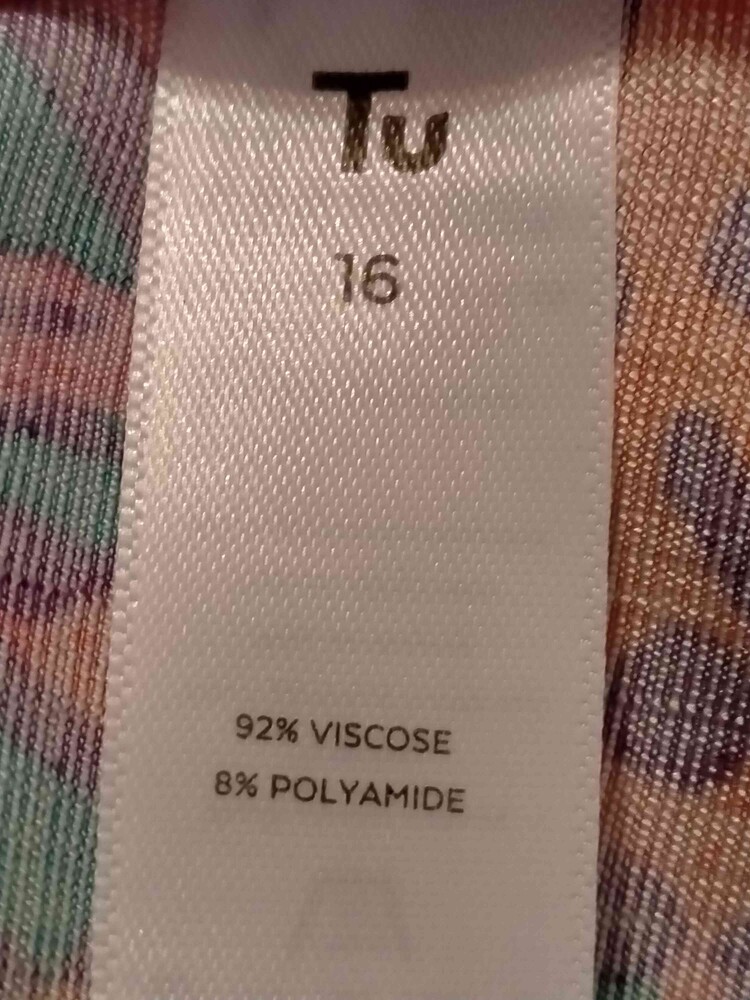 Tu
16
92% VISCOSE
8% POLYAMIDE